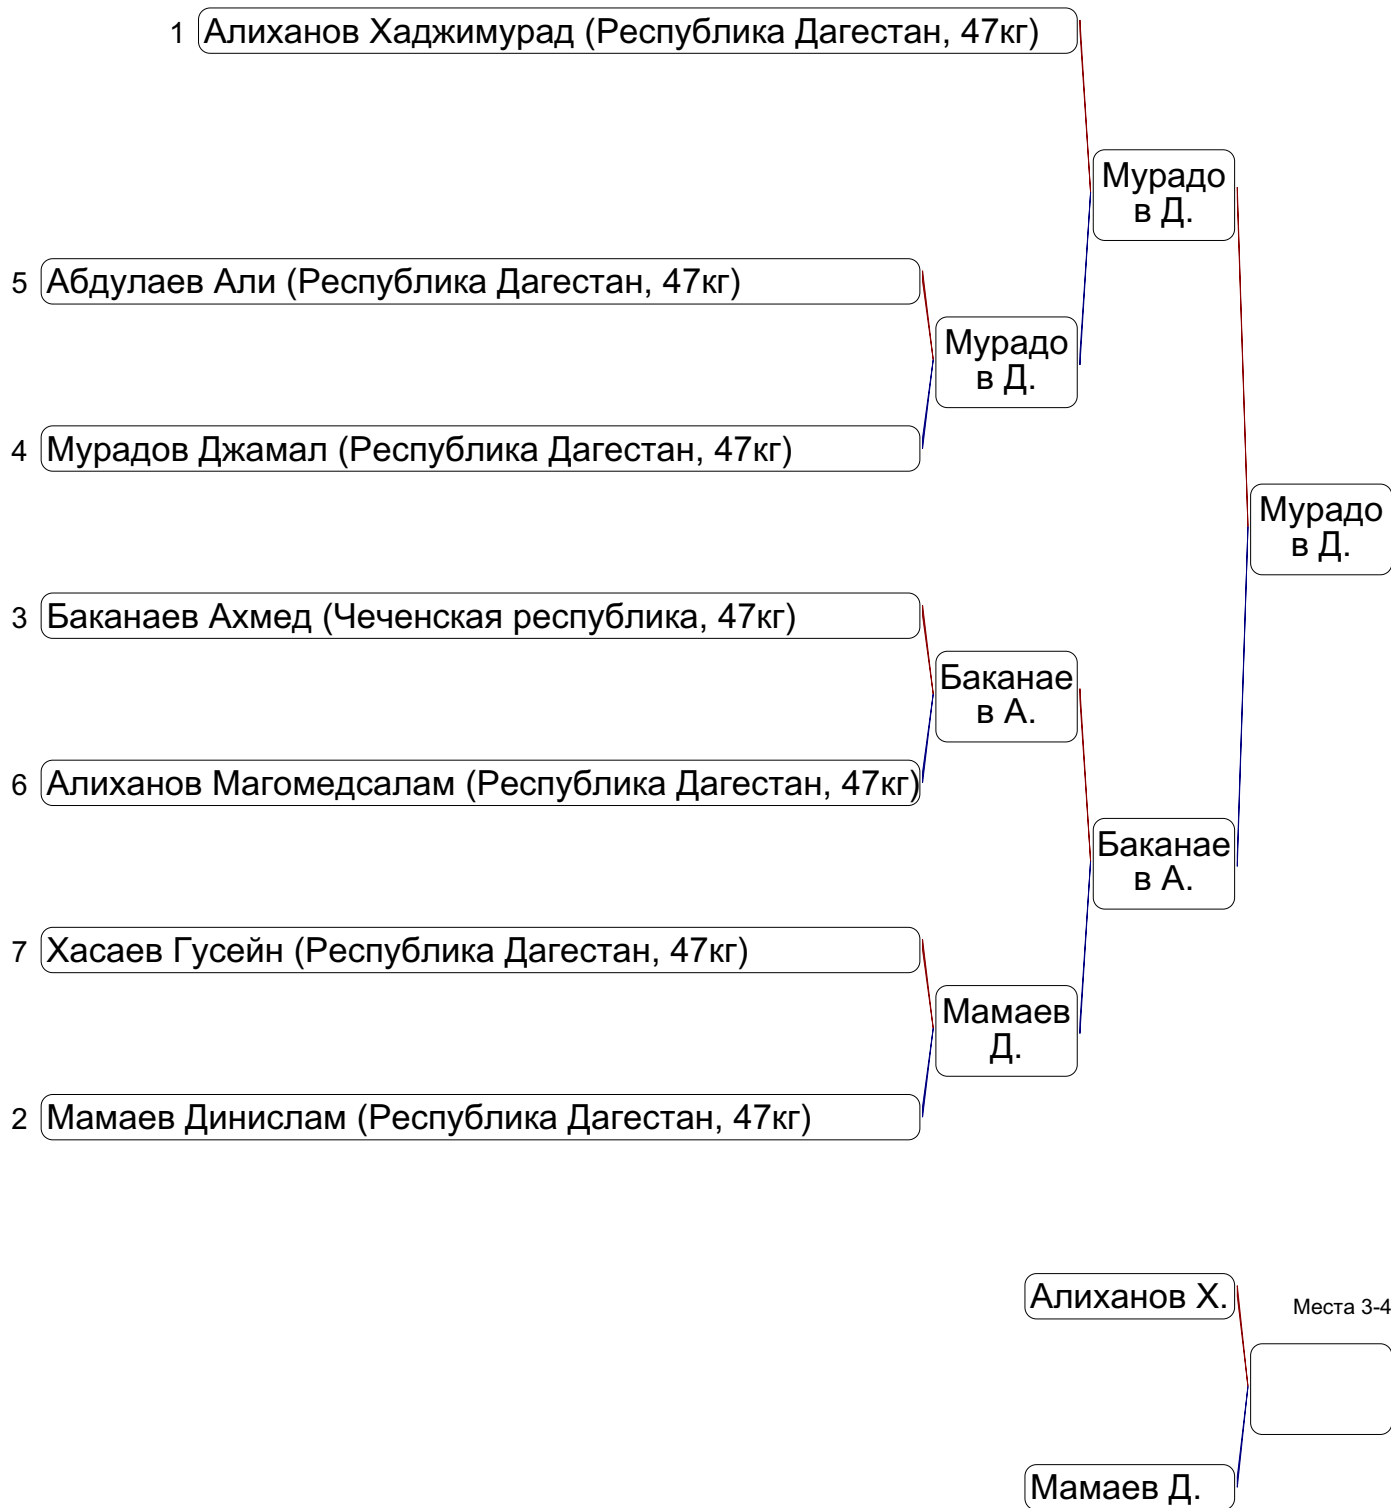 1 Алиханов Хаджимурад (Республика Дагестан, 47кг)
Мурадо
в Д.
5 Абдулаев Али (Республика Дагестан, 47кг)
Мурадо
в Д.
4 Мурадов Джамал (Республика Дагестан, 47кг)
Мурадо
в Д.
3 Баканаев Ахмед (Чеченская республика, 47кг)
Баканае
в А.
6 Алиханов Магомедсалам (Республика Дагестан, 47кг)
Баканае
в А.
7 Хасаев Гусейн (Республика Дагестан, 47кг)
Мамаев
Д.
2 Мамаев Динислам (Республика Дагестан, 47кг)
Алиханов Х.
Места 3-4
Мамаев Д.